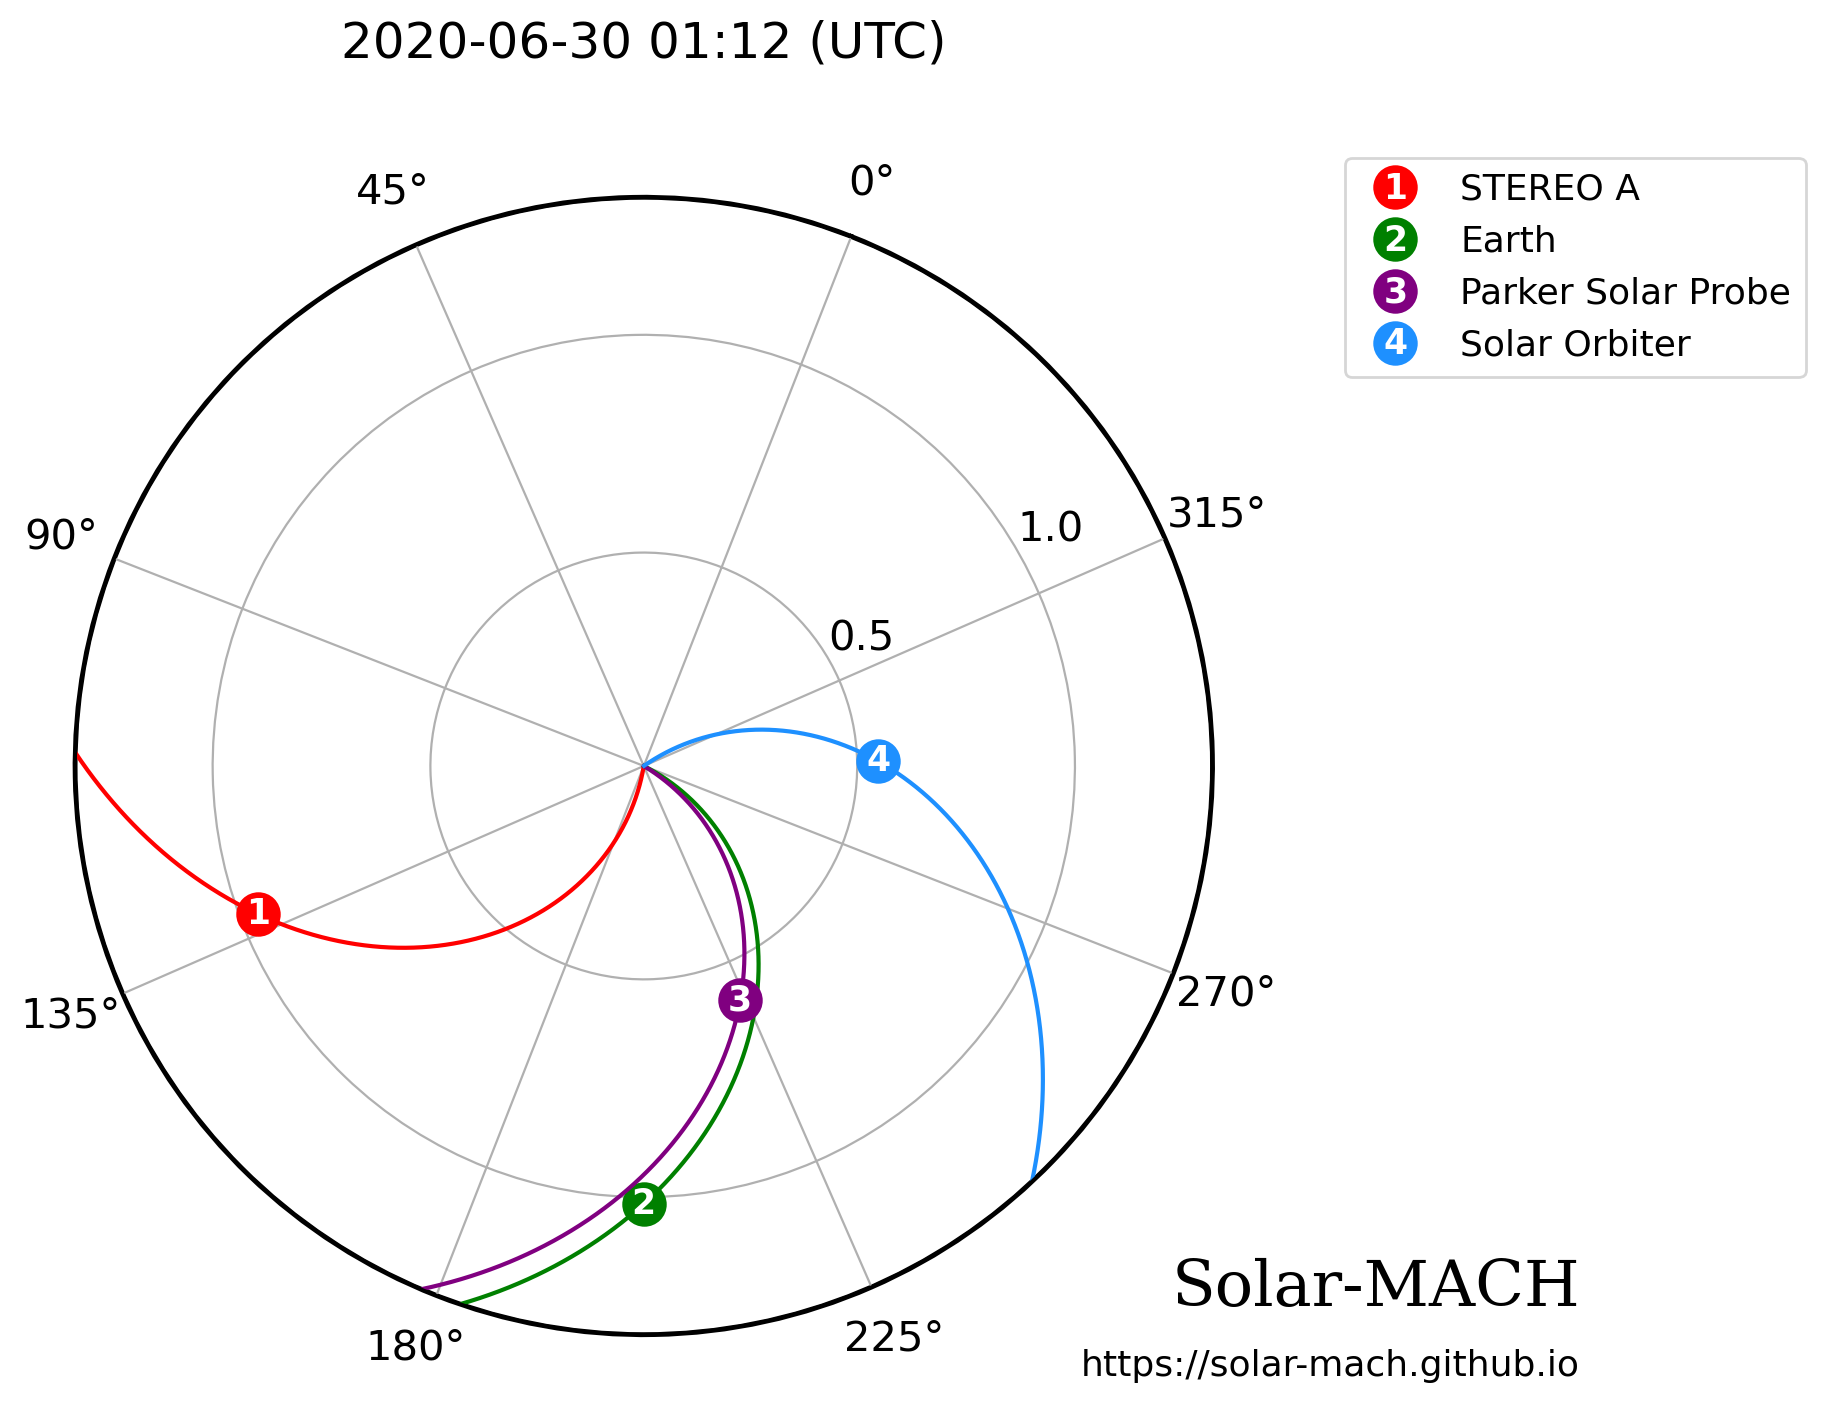 2020-06-30 01:12 (UTC)
45°
0°
1 STEREO A
2 Earth
3 Parker Solar Probe
4 Solar Orbiter
90°
315°
1.0
0.5
4
1
135°
3
270°
2
180°
225°
Solar-MACH
https://solar-mach.github.io